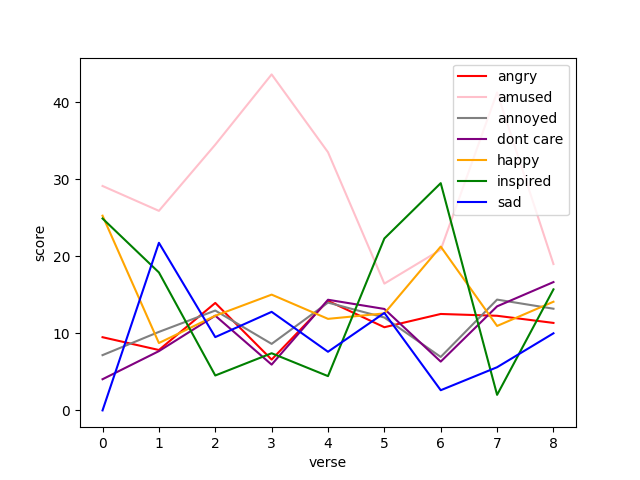 40
30
20
10
0
score
0 1 2 3 4 5 6 7 8
verse
angry
amused
annoyed
dont care
happy
inspired
sad